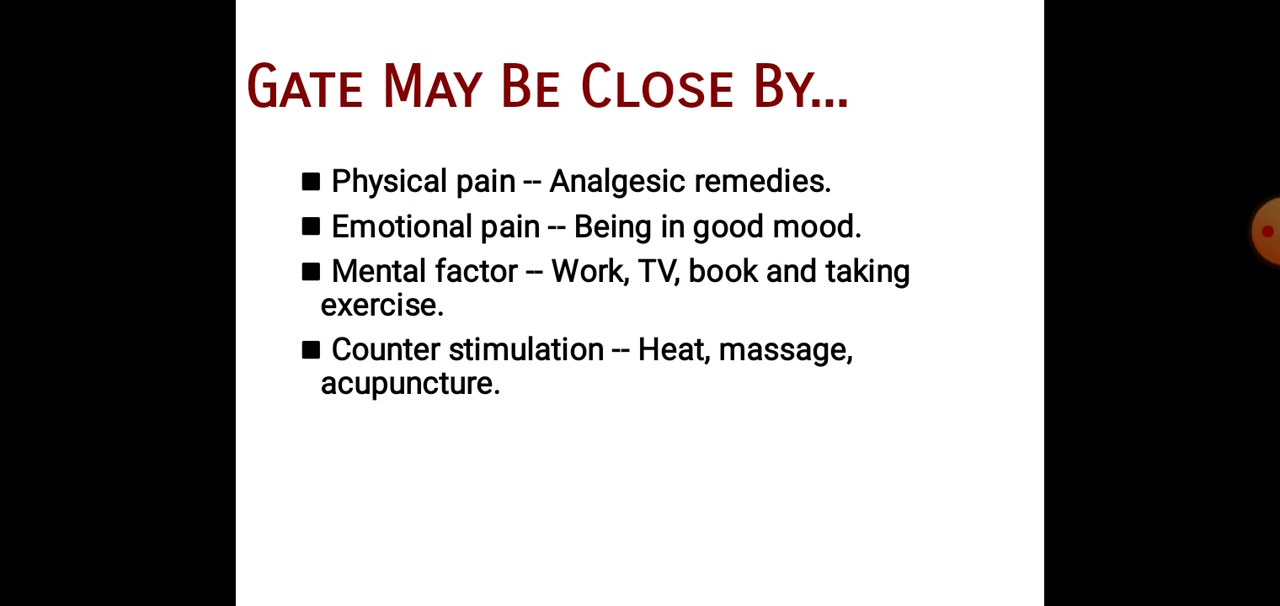 GATE MAY BE CLOSE BY...
■ Physical pain -- Analgesic remedies.
■ Emotional pain -- Being in good mood.
■ Mental factor -- Work, TV, book and taking
exercise.
■ Counter stimulation -- Heat, massage,
acupuncture.